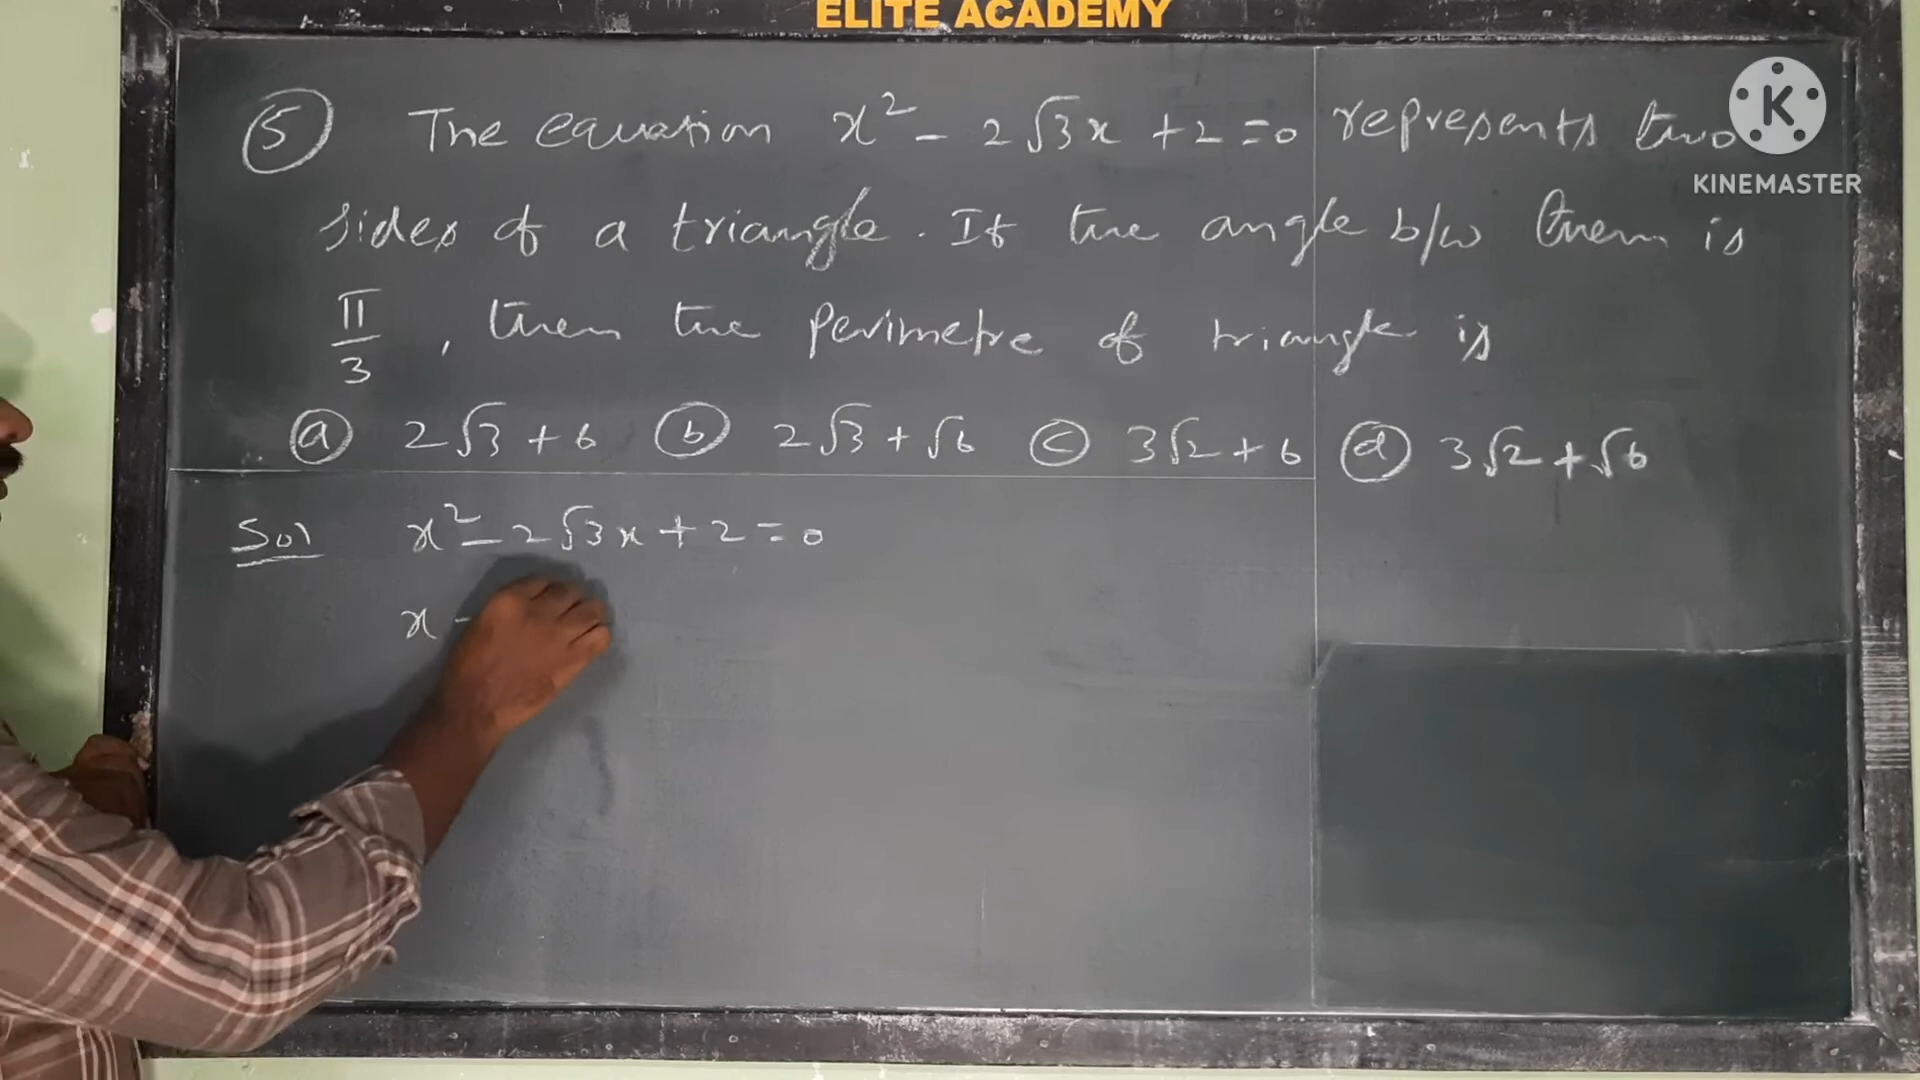 ELITE ACADEMY
K
KINEMASTER
5 The equation x² - 2√3x + 2 = 0 represents two
sides of a triangle. If the angle b/w them is
π/3, then the perimetre of triangle is
a 2√3 + 6 b 2√3 + √6 c 3√2 + 6 d 3√2 + √6
Sol x² - 2√3x + 2 = 0
x -